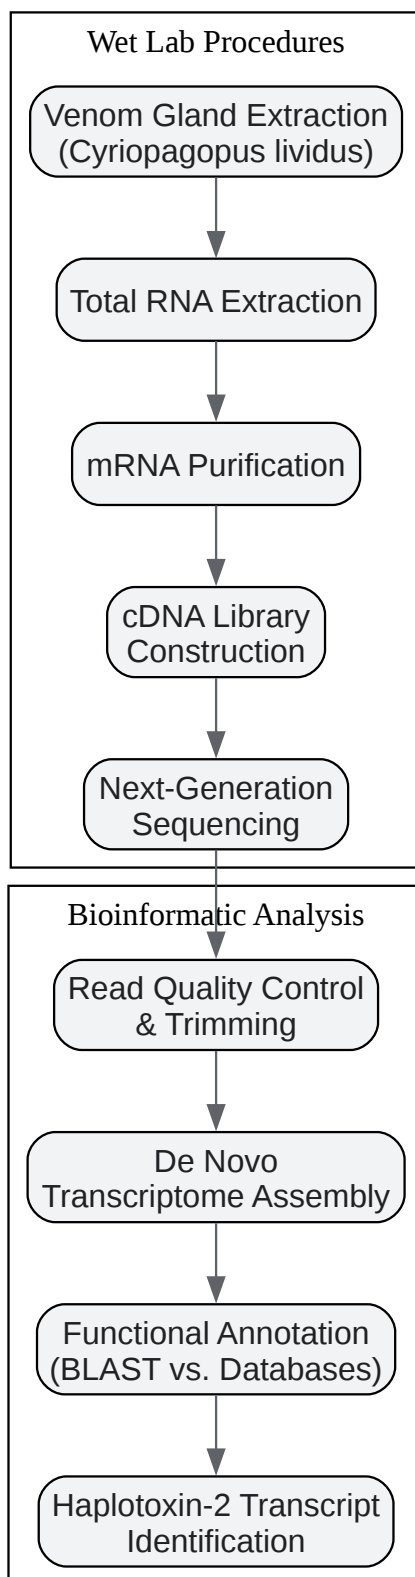 Wet Lab Procedures
Venom Gland Extraction
(Cyriopagopus lividus)
Total RNA Extraction
mRNA Purification
cDNA Library
Construction
Next-Generation
Sequencing
Bioinformatic Analysis
Read Quality Control
& Trimming
De Novo
Transcriptome Assembly
Functional Annotation
(BLAST vs. Databases)
Haplotoxin-2 Transcript
Identification